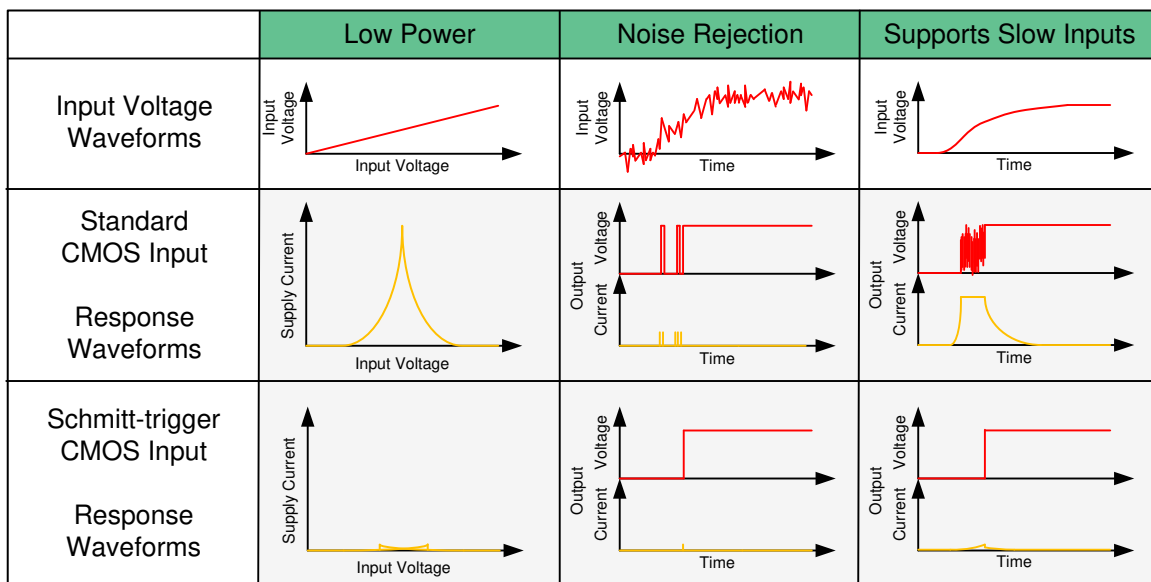 Low Power
Noise Rejection
Supports Slow Inputs
Input Voltage
Waveforms
Input
Voltage
Input Voltage
Input
Voltage
Time
Input
Voltage
Time
Standard
CMOS Input
Response
Waveforms
Supply Current
Input Voltage
Output
Voltage
Current
Time
Output
Voltage
Current
Time
Schmitt-trigger
CMOS Input
Response
Waveforms
Supply Current
Input Voltage
Output
Voltage
Current
Time
Output
Voltage
Current
Time